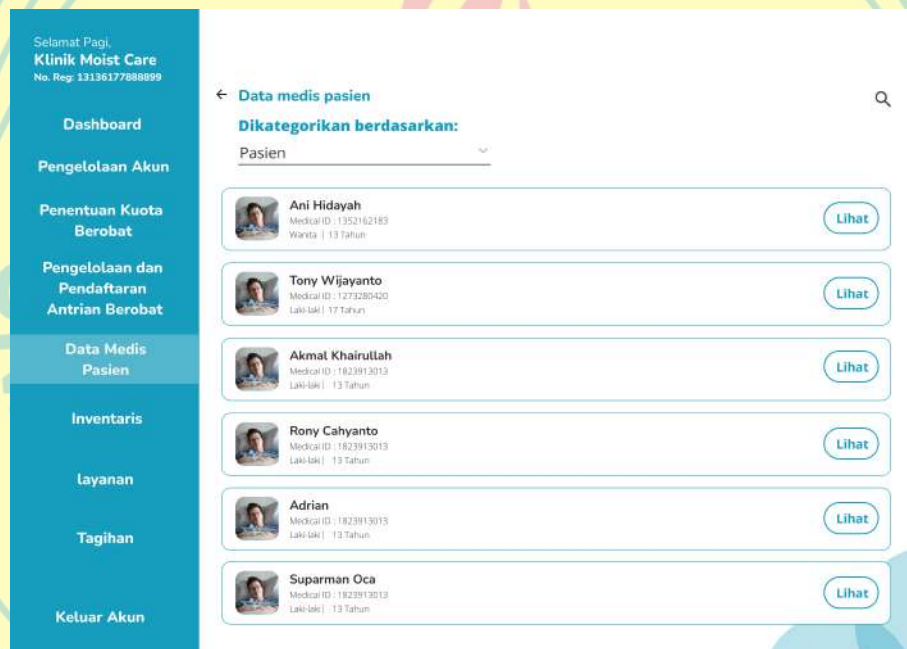 Selamat Pagi,
Klinik Moist Care
No. Reg: 13136177888899
Dashboard
Pengelolaan Akun
Penentuan Kuota
Berobat
Pengelolaan dan
Pendaftaran
Antrian Berobat
Data Medis
Pasien
Inventaris
layanan
Tagihan
Keluar Akun
← Data medis pasien
Dikategorikan berdasarkan:
Pasien
Ani Hidayah
Medical ID : 1352162183
Wanita | 13 Tahun
Lihat
Tony Wijayanto
Medical ID : 1273280420
Laki-laki | 17 Tahun
Lihat
Akmal Khairullah
Medical ID : 1823913013
Laki-laki | 13 Tahun
Lihat
Rony Cahyanto
Medical ID : 1823913013
Laki-laki | 13 Tahun
Lihat
Adrian
Medical ID : 1823913013
Laki-laki | 13 Tahun
Lihat
Suparman Oca
Medical ID : 1823913013
Laki-laki | 13 Tahun
Lihat